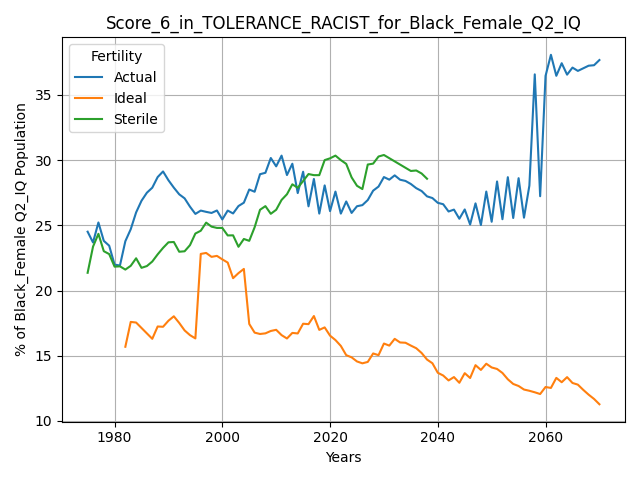 Score_6_in_TOLERANCE_RACIST_for_Black_Female_Q2_IQ
Fertility
Actual
Ideal
Sterile
% of Black_Female Q2_IQ Population
35
30
25
20
15
10
1980
2000
2020
2040
2060
Years